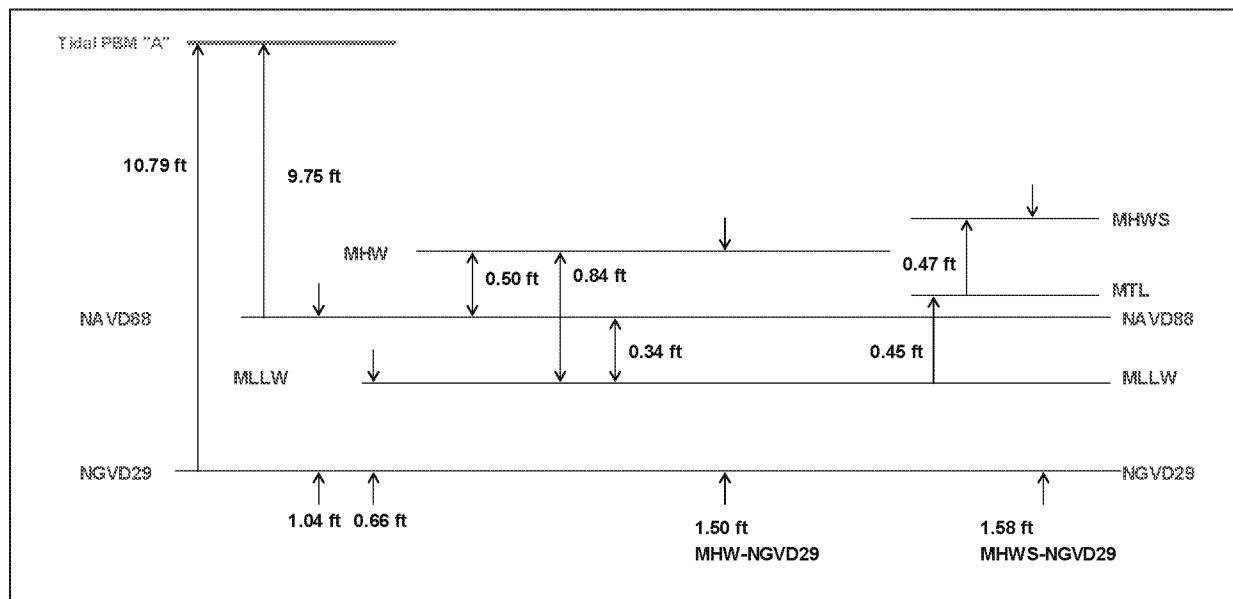 Tidal PBM "A"
10.79 ft
9.75 ft
MHWS
MHW
0.50 ft
0.84 ft
0.47 ft
MTL
NAVD88
NAVD88
0.34 ft
0.45 ft
MLLW
MLLW
NGVD29
NGVD29
1.04 ft
0.66 ft
1.50 ft
MHW-NGVD29
1.58 ft
MHWS-NGVD29